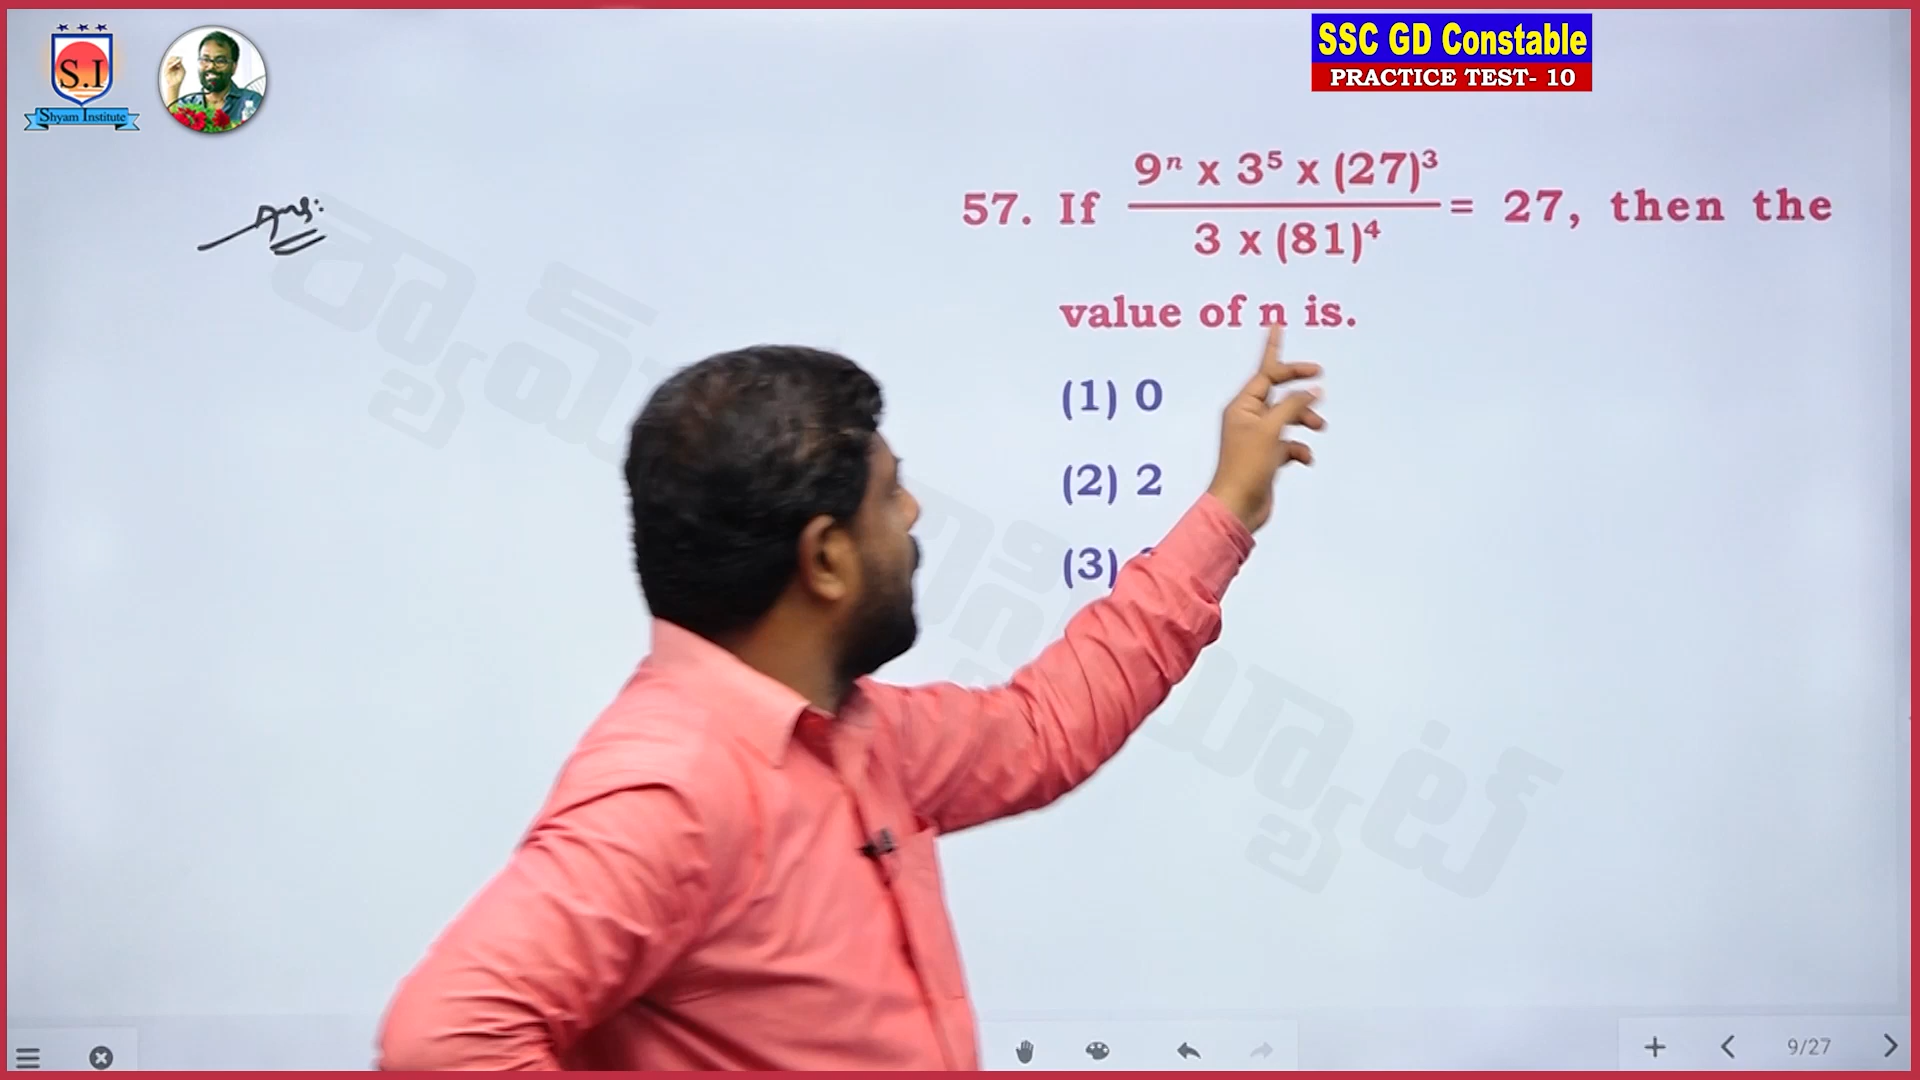 S.I
Shyam Institute
SSC GD Constable
PRACTICE TEST- 10
Ans:
57. If 9ⁿ x 3⁵ x (27)³ / 3 x (81)⁴ = 27, then the
value of n is.
(1) 0
(2) 2
(3)
9/27